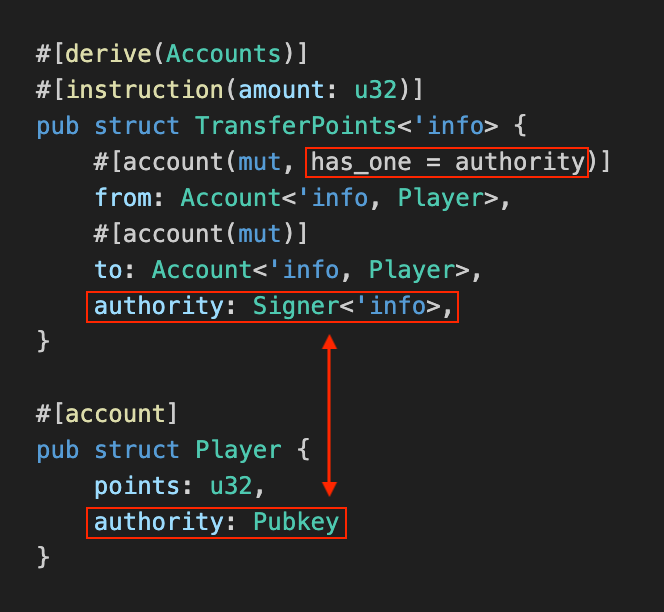 #[derive(Accounts)]
#[instruction(amount: u32)]
pub struct TransferPoints<'info> {
    #[account(mut, has_one = authority)]
    from: Account<'info, Player>,
    #[account(mut)]
    to: Account<'info, Player>,
    authority: Signer<'info>,
}

#[account]
pub struct Player {
    points: u32,
    authority: Pubkey
}